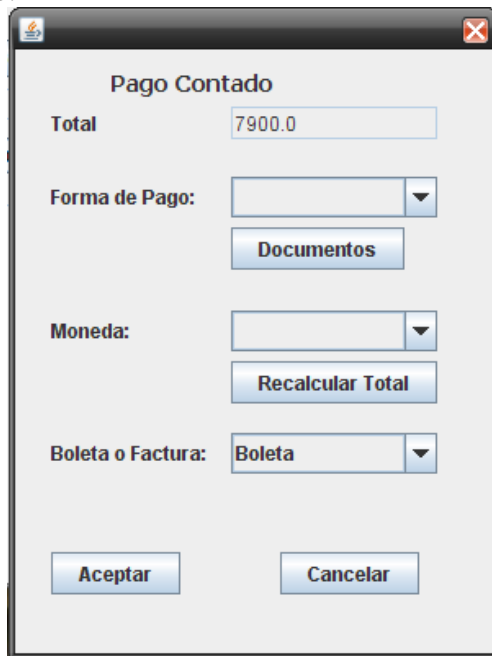 Pago Contado
Total 7900.0
Forma de Pago:
Documentos
Moneda:
Recalcular Total
Boleta o Factura: Boleta
Aceptar Cancelar